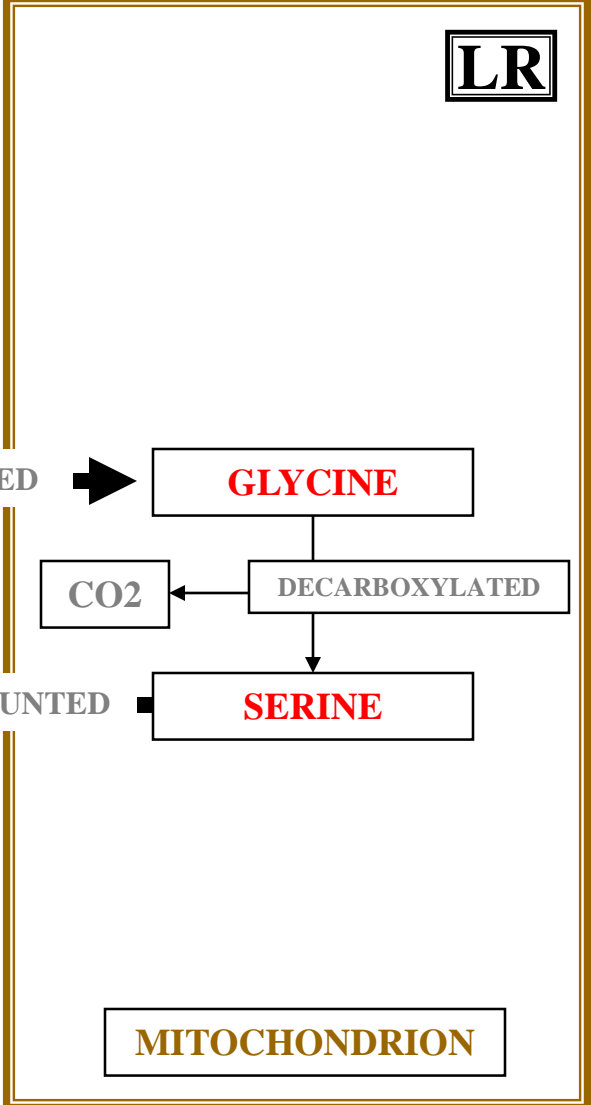 LR
ED
GLYCINE
CO2
DECARBOXYLATED
UNTED
SERINE
MITOCHONDRION